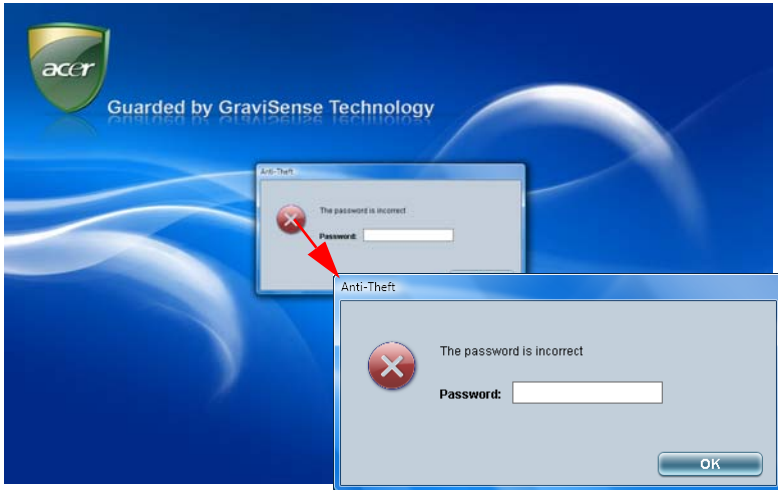 acer
Guarded by GraviSense Technology
Anti-Theft
The password is incorrect
Password:
Anti-Theft
The password is incorrect
Password:
OK